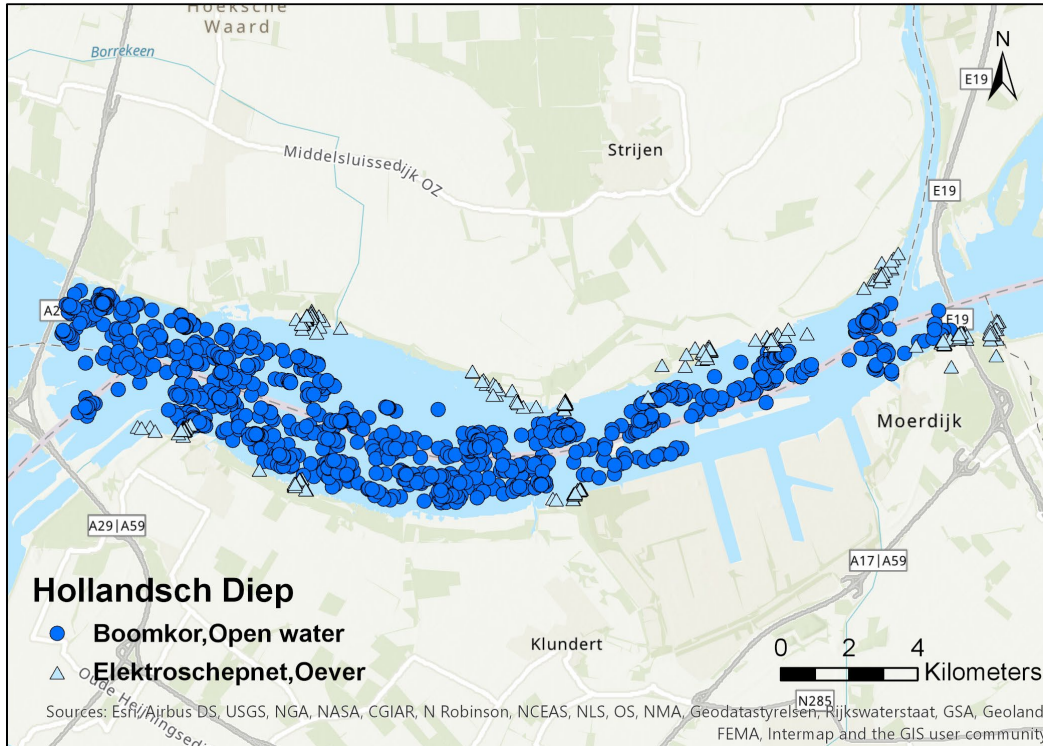 Hoeksche
Waard
Borrekeen
N
E19
Middelsluissedijk OZ
Strijen
E19
A2
E19
Moerdijk
A29|A59
A17|A59
Hollandsch Diep
Boomkor,Open water
Elektroschepnet,Oever
Klundert
0 2 4
Kilometers
N285
Sources: Esri, Airbus DS, USGS, NGA, NASA, CGIAR, N Robinson, NCEAS, NLS, OS, NMA, Geodatastyrelsen, Rijkswaterstaat, GSA, Geoland,
FEMA, Intermap and the GIS user community